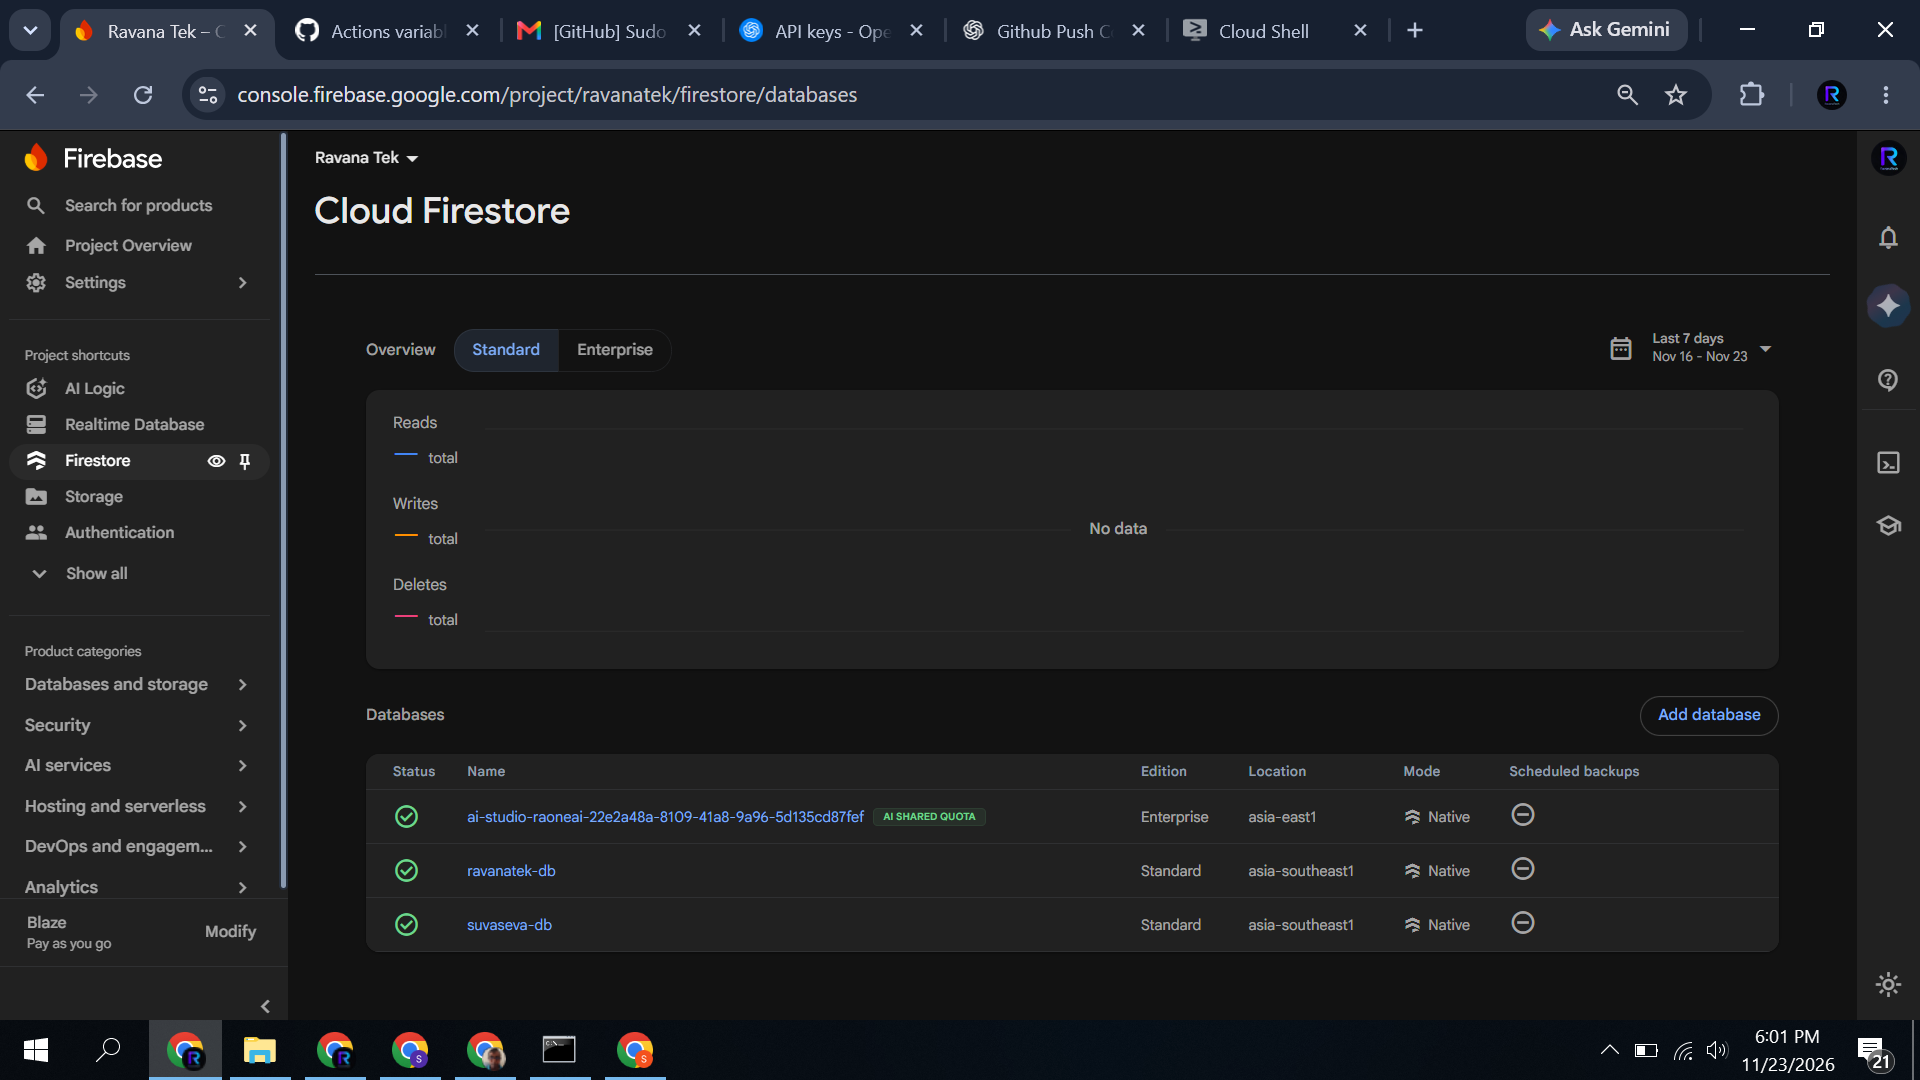 Ravana Tek – C
Actions variabl
[GitHub] Sudo
API keys - Ope
Github Push C
Cloud Shell
Ask Gemini
console.firebase.google.com/project/ravanatek/firestore/databases
Firebase
Search for products
Project Overview
Settings
Project shortcuts
AI Logic
Realtime Database
Firestore
Storage
Authentication
Show all
Product categories
Databases and storage
Security
AI services
Hosting and serverless
DevOps and engagem...
Analytics
Blaze
Pay as you go
Modify
Ravana Tek
Cloud Firestore
Overview Standard Enterprise
Last 7 days
Nov 16 – Nov 23
Reads
total
Writes
total
Deletes
total
No data
Databases
Add database
Status Name Edition Location Mode Scheduled backups
ai-studio-raoneai-22e2a48a-8109-41a8-9a96-5d135cd87fef AI SHARED QUOTA Enterprise asia-east1 Native
ravanatek-db Standard asia-southeast1 Native
suvaseva-db Standard asia-southeast1 Native
6:01 PM
11/23/2026
21